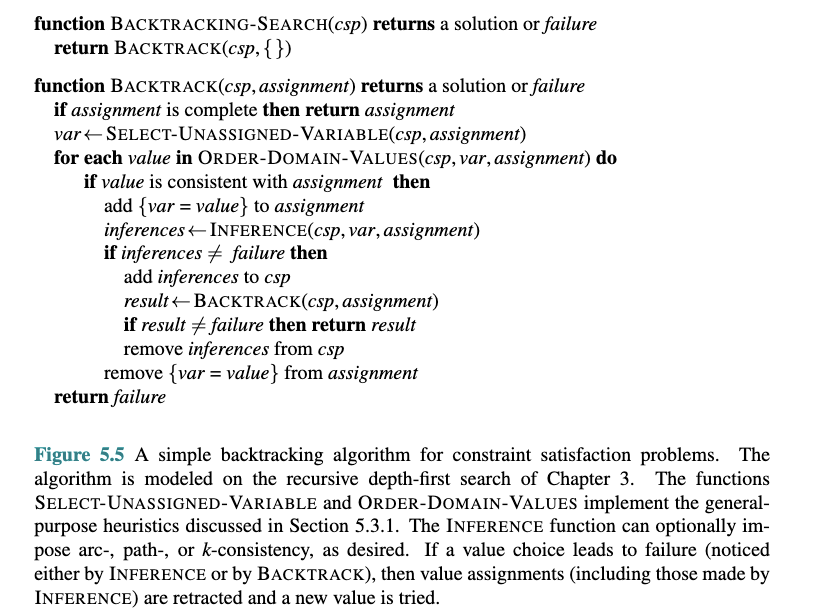 function BACKTRACKING-SEARCH(csp) returns a solution or failure
return BACKTRACK(csp, { })
function BACKTRACK(csp, assignment) returns a solution or failure
if assignment is complete then return assignment
var ← SELECT-UNASSIGNED-VARIABLE(csp, assignment)
for each value in ORDER-DOMAIN-VALUES(csp, var, assignment) do
if value is consistent with assignment then
add {var = value} to assignment
inferences ← INFERENCE(csp, var, assignment)
if inferences ≠ failure then
add inferences to csp
result ← BACKTRACK(csp, assignment)
if result ≠ failure then return result
remove inferences from csp
remove {var = value} from assignment
return failure
Figure 5.5 A simple backtracking algorithm for constraint satisfaction problems. The
algorithm is modeled on the recursive depth-first search of Chapter 3. The functions
SELECT-UNASSIGNED-VARIABLE and ORDER-DOMAIN-VALUES implement the general-
purpose heuristics discussed in Section 5.3.1. The INFERENCE function can optionally im-
pose arc-, path-, or k-consistency, as desired. If a value choice leads to failure (noticed
either by INFERENCE or by BACKTRACK), then value assignments (including those made by
INFERENCE) are retracted and a new value is tried.